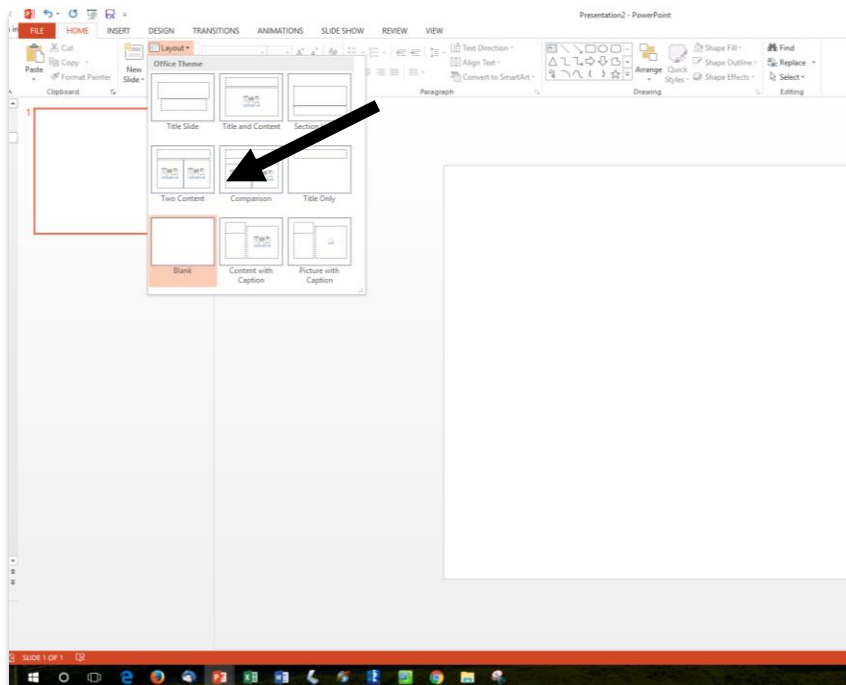 Presentation2 - PowerPoint
FILE HOME INSERT DESIGN TRANSITIONS ANIMATIONS SLIDE SHOW REVIEW VIEW
Cut
Copy
Format Painter
Paste
Clipboard
New
Slide
Layout
Office Theme
Title Slide Title and Content Section
Two Content Comparison Title Only
Blank Content with Caption Picture with Caption
Text Direction
Align Text
Convert to SmartArt
Paragraph
Arrange
Quick
Styles
Shape Fill
Shape Outline
Shape Effects
Drawing
Find
Replace
Select
Editing
1
SLIDE 1 OF 1